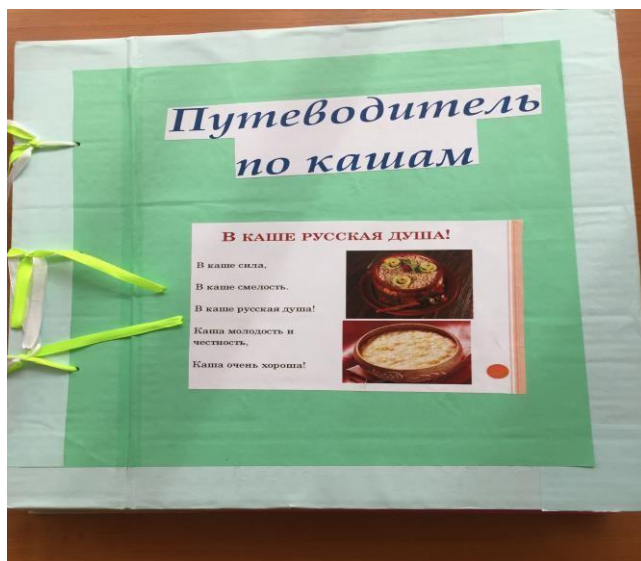 Путеводитель
по кашам
В КАШЕ РУССКАЯ ДУША!
В каше сила,
В каше смелость.
В каше русская душа!
Каша молодость и
честность,
Каша очень хороша!